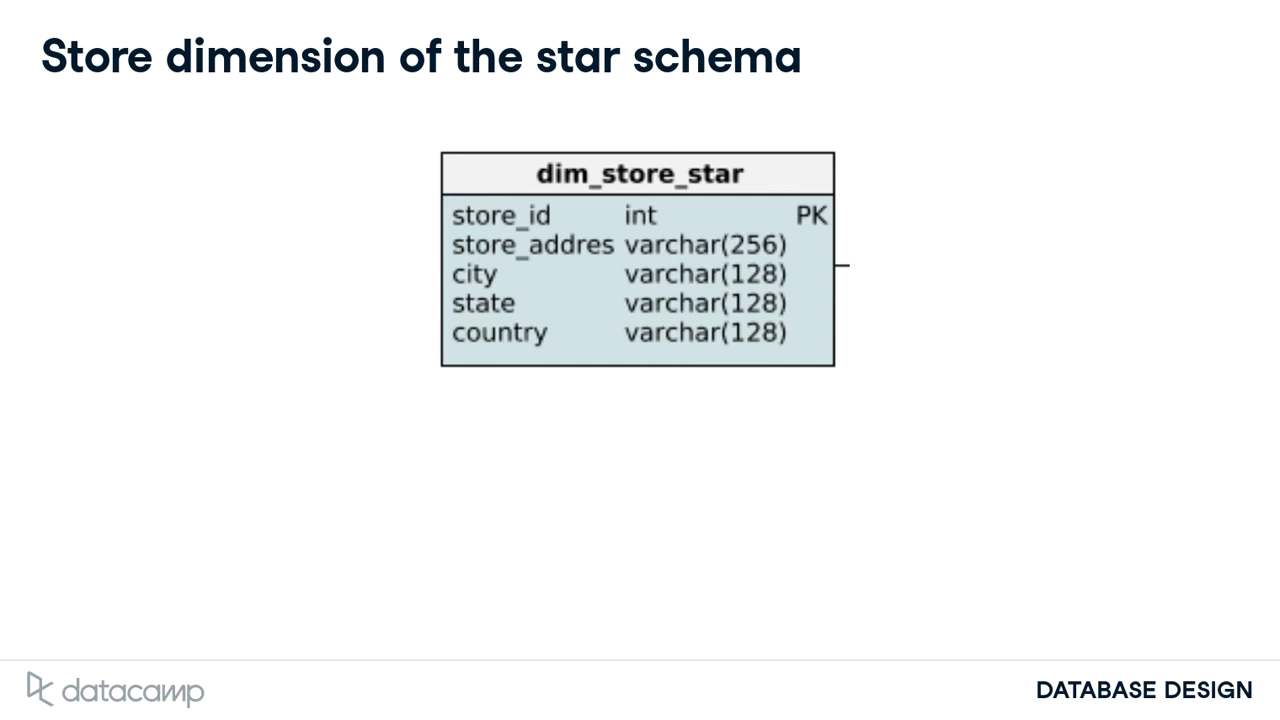 Store dimension of the star schema
dim_store_star
store_id int PK
store_addres varchar(256)
city varchar(128)
state varchar(128)
country varchar(128)
datacamp
DATABASE DESIGN